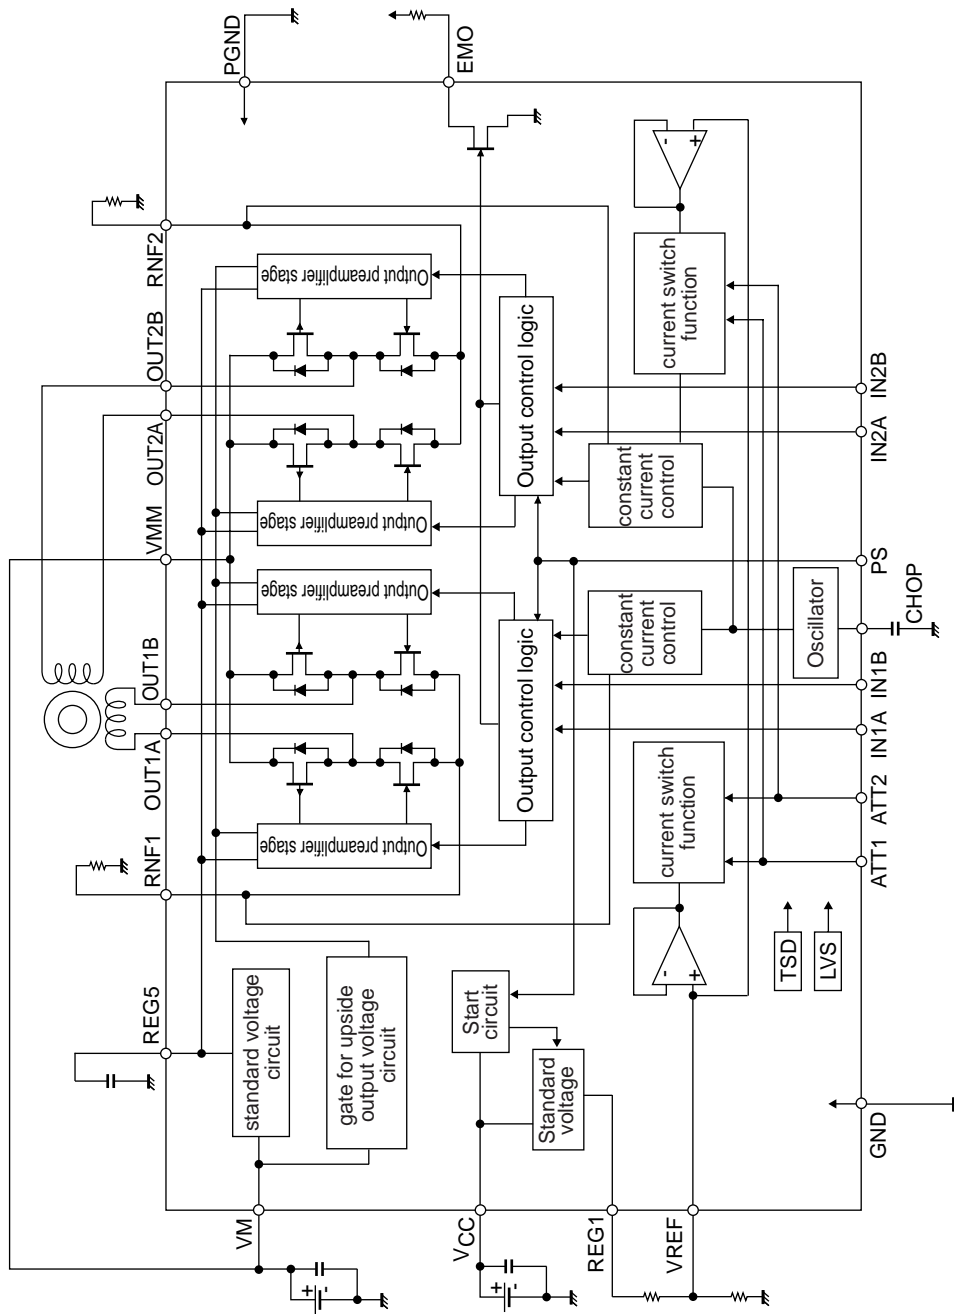 PGND
EMO
RNF2
OUT2B
OUT2A
VMM
OUT1B
OUT1A
RNF1
REG5
Output preamplifier stage
Output preamplifier stage
Output preamplifier stage
Output preamplifier stage
Output control logic
Output control logic
-
+
current switch
function
constant
current
control
constant
current
control
Oscillator
current switch
function
-
+
TSD
LVS
IN2B
IN2A
PS
CHOP
IN1B
IN1A
ATT2
ATT1
GND
standard voltage
circuit
gate for upside
output voltage
circuit
Start
circuit
Standard
voltage
VM
VCC
REG1
VREF
+
-
+
-